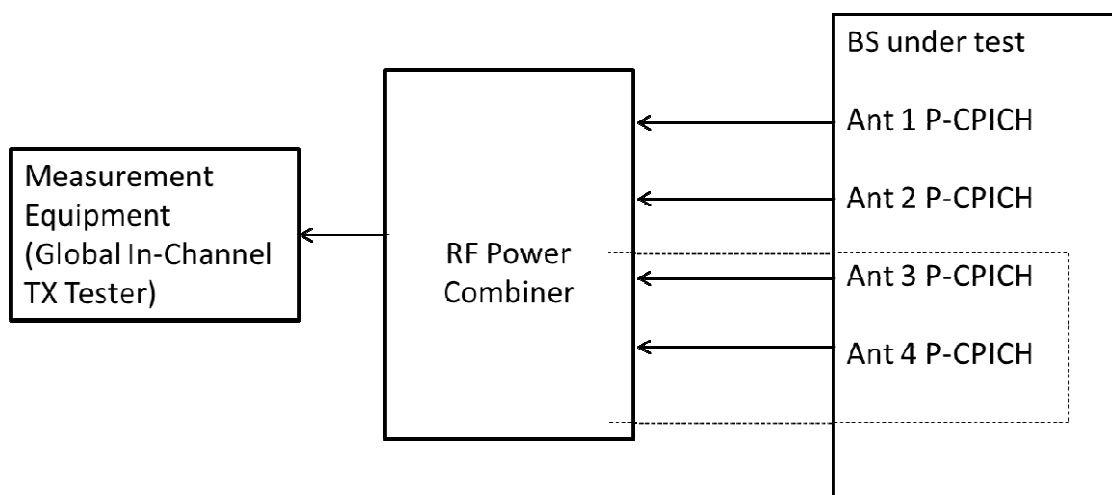 BS under test
Ant 1 P-CPICH
Ant 2 P-CPICH
Ant 3 P-CPICH
Ant 4 P-CPICH
RF Power
Combiner
Measurement
Equipment
(Global In-Channel
TX Tester)